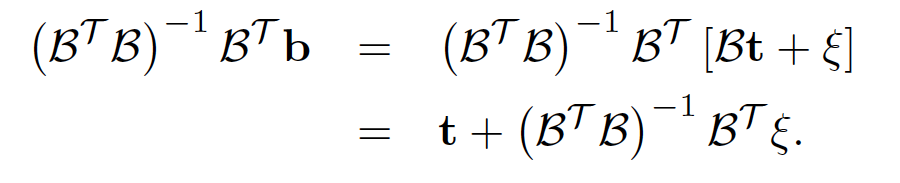 (ℬ^𝒯 ℬ)^{−1} ℬ^𝒯 𝐛 = (ℬ^𝒯 ℬ)^{−1} ℬ^𝒯 [ℬ𝐭 + ξ]
= 𝐭 + (ℬ^𝒯 ℬ)^{−1} ℬ^𝒯 ξ.